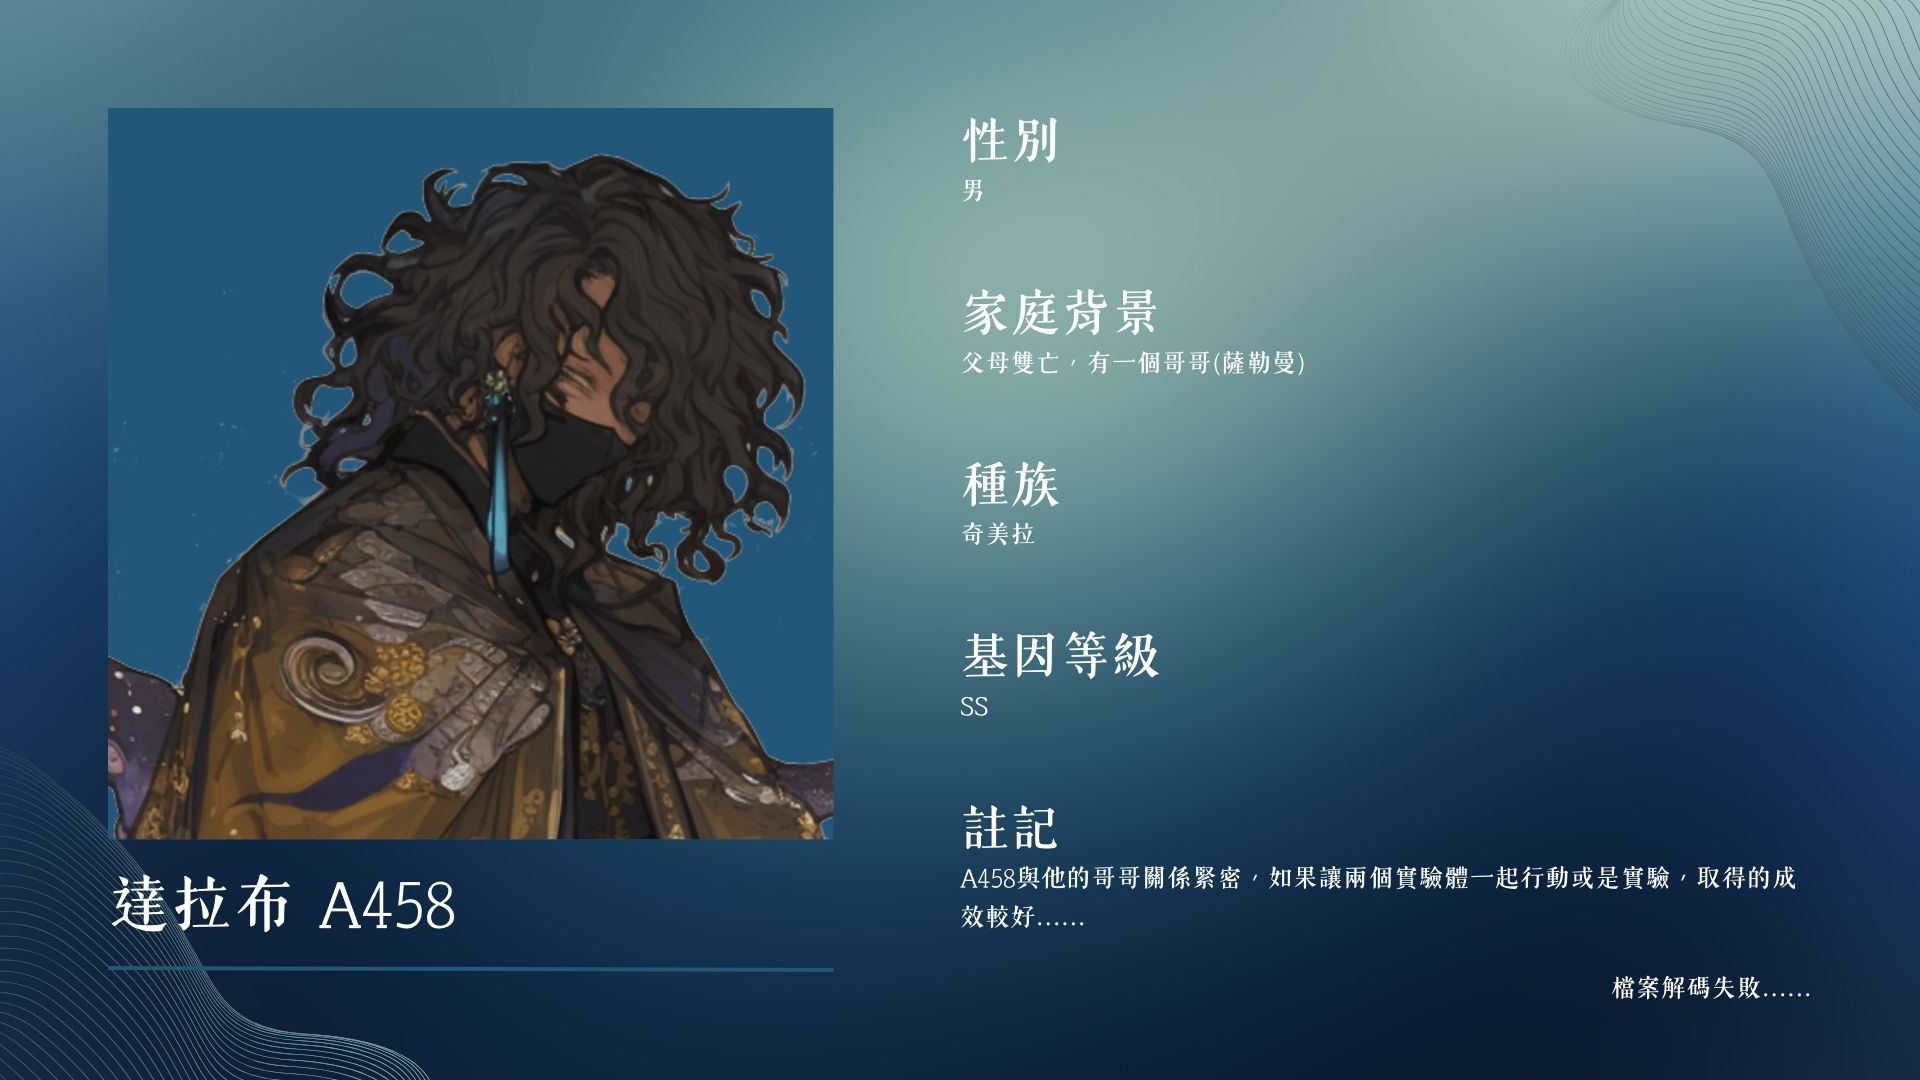 性別
男
家庭背景
父母雙亡，有一個哥哥(薩勒曼)
種族
奇美拉
基因等級
SS
註記
A458與他的哥哥關係緊密，如果讓兩個實驗體一起行動或是實驗，取得的成
效較好……
達拉布 A458
檔案解碼失敗……